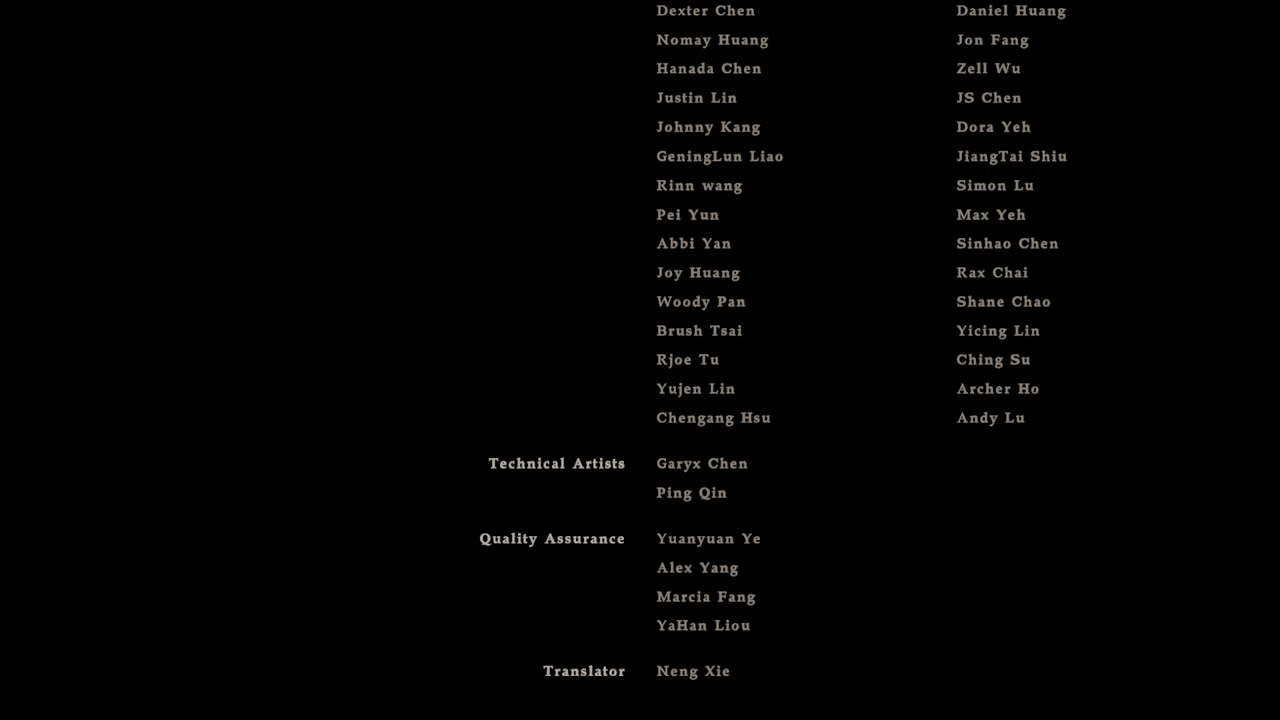 Dexter Chen Daniel Huang
Nomay Huang Jon Fang
Hanada Chen Zell Wu
Justin Lin JS Chen
Johnny Kang Dora Yeh
GeningLun Liao JiangTai Shiu
Rinn wang Simon Lu
Pei Yun Max Yeh
Abbi Yan Sinhao Chen
Joy Huang Rax Chai
Woody Pan Shane Chao
Brush Tsai Yicing Lin
Rjoe Tu Ching Su
Yujen Lin Archer Ho
Chengang Hsu Andy Lu
Technical Artists Garyx Chen
Ping Qin
Quality Assurance Yuanyuan Ye
Alex Yang
Marcia Fang
YaHan Liou
Translator Neng Xie